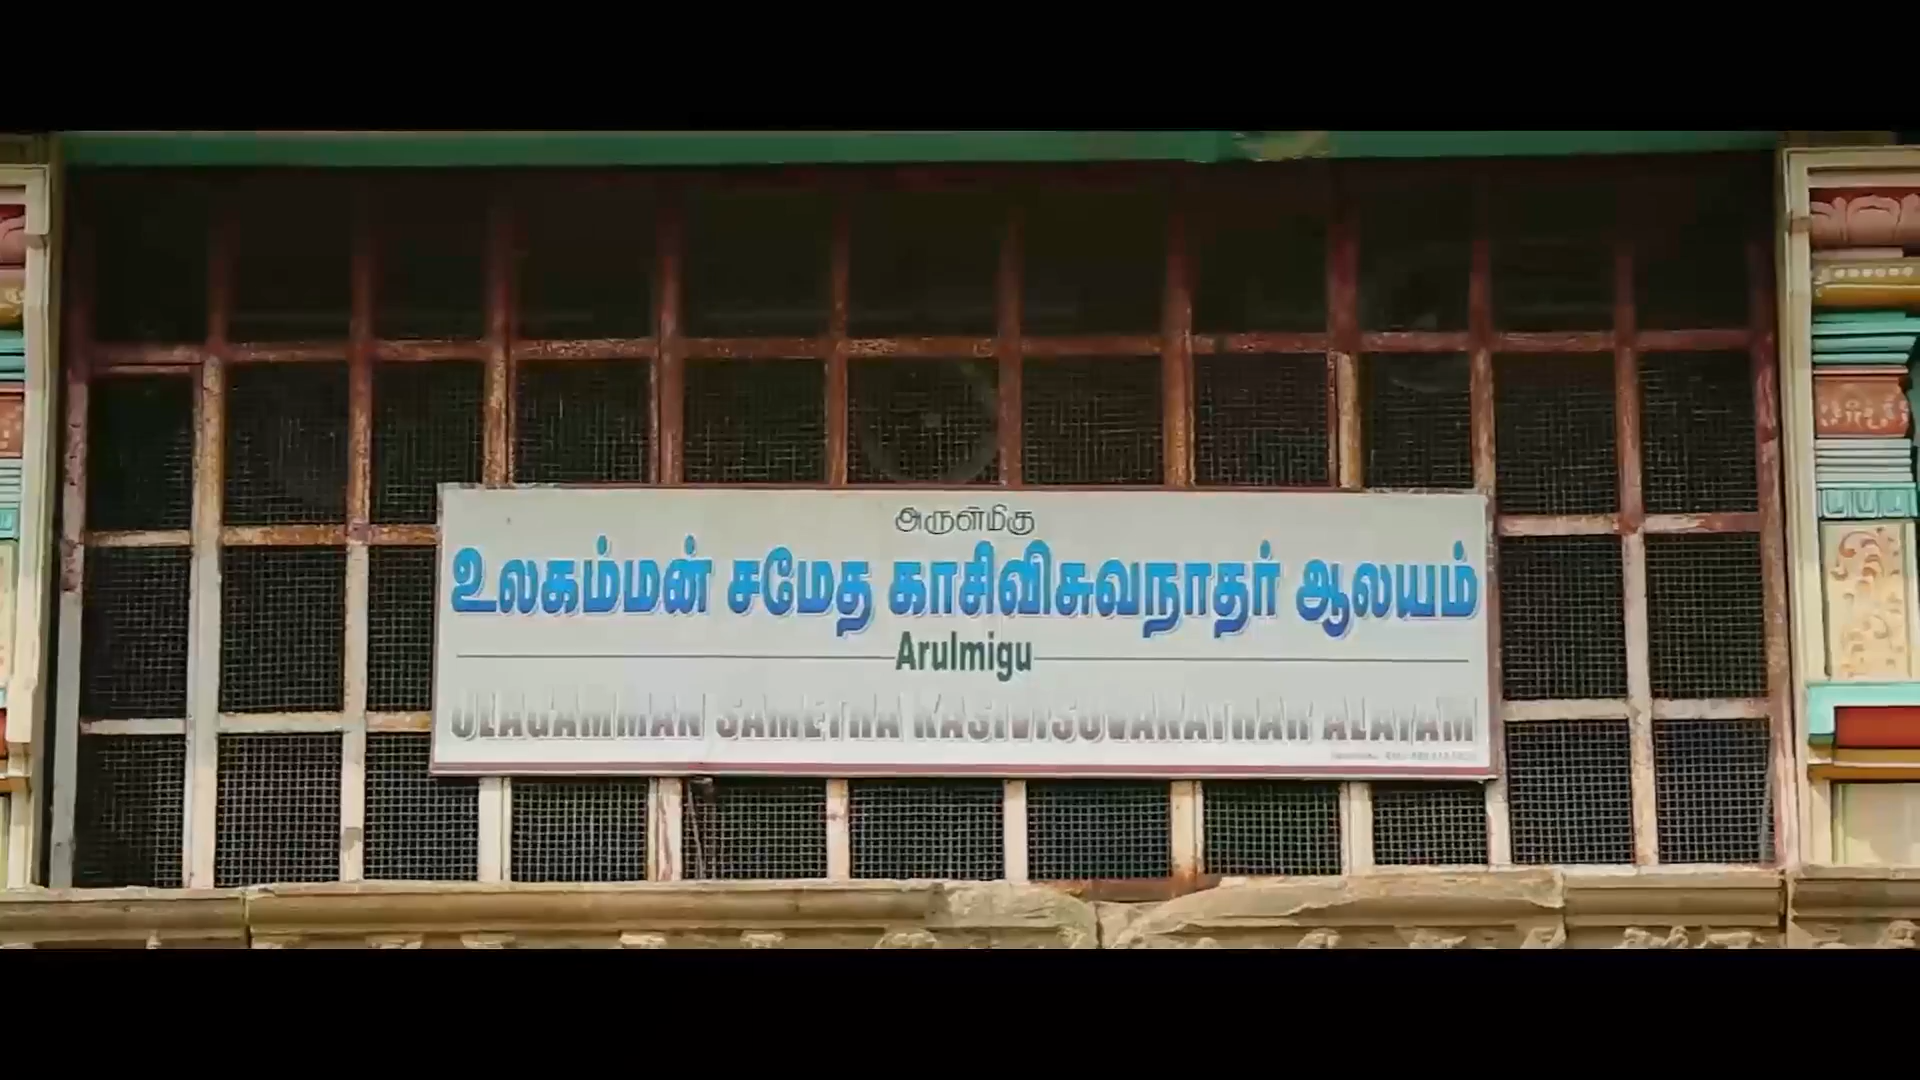 அருள்மிகு
உலகம்மன் சமேத காசிவிசுவநாதர் ஆலயம்
Arulmigu
ULAGAMMAN SAMETHA KASIVISUVANATHAR ALAYAM